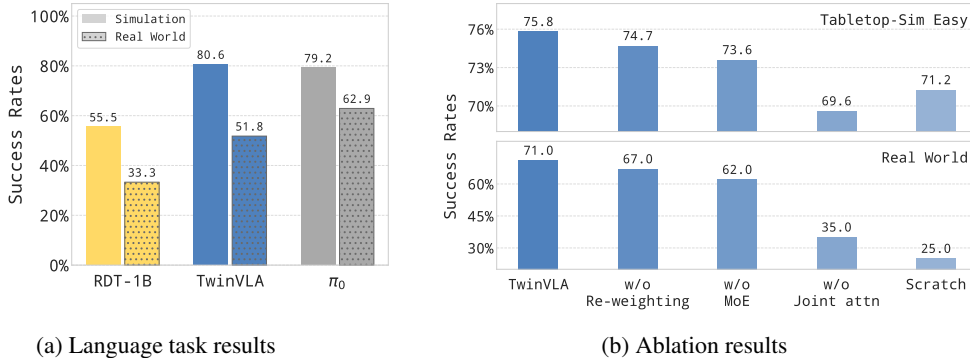 100%
80%
60%
40%
20%
0%
Success Rates
Simulation
Real World
55.5
33.3
80.6
51.8
79.2
62.9
RDT-1B
TwinVLA
π₀
(a) Language task results
Tabletop-Sim Easy
76%
73%
70%
75.8
74.7
73.6
69.6
71.2
Success Rates
Real World
60%
45%
30%
71.0
67.0
62.0
35.0
25.0
TwinVLA
w/o
Re-weighting
w/o
MoE
w/o
Joint attn
Scratch
(b) Ablation results